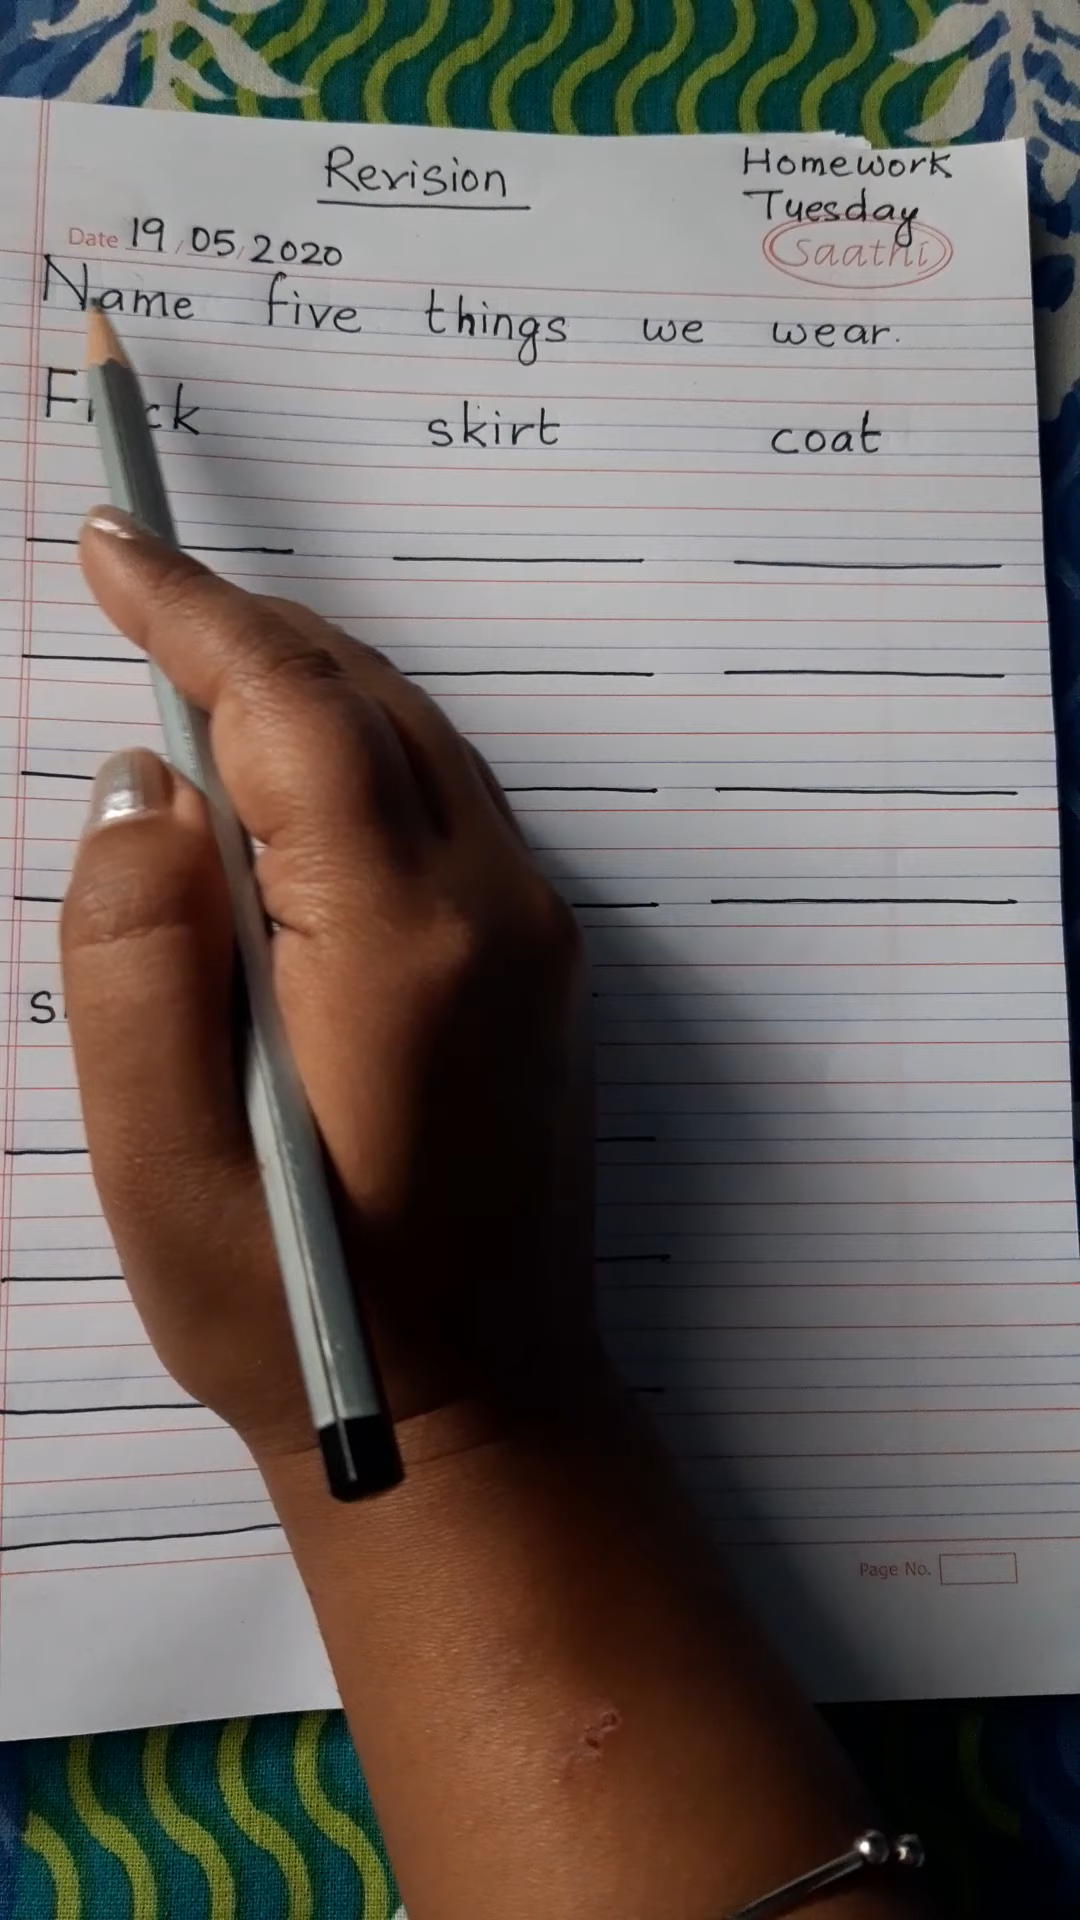 Revision
Homework
Tuesday
Saathi
Date 19/05/2020
Name five things we wear.
skirt coat
Page No.